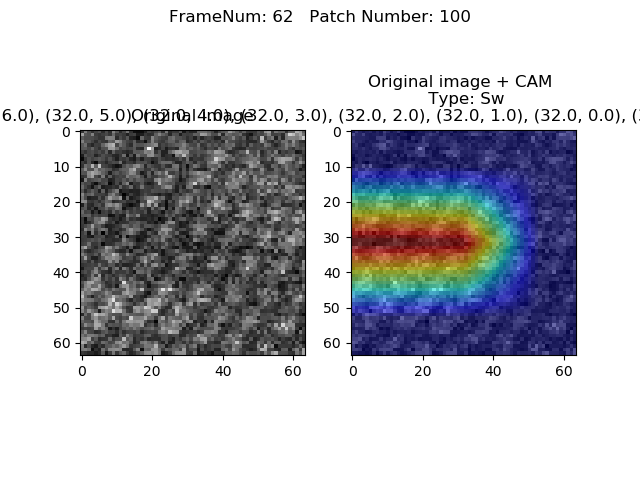 FrameNum: 62   Patch Number: 100
Original image + CAM
Type: Sw
6.0), (32.0, 5.0), (32.0, 4.0), (32.0, 3.0), (32.0, 2.0), (32.0, 1.0), (32.0, 0.0), (3
Original image
0
10
20
30
40
50
60
0 20 40 60
0
10
20
30
40
50
60
0 20 40 60